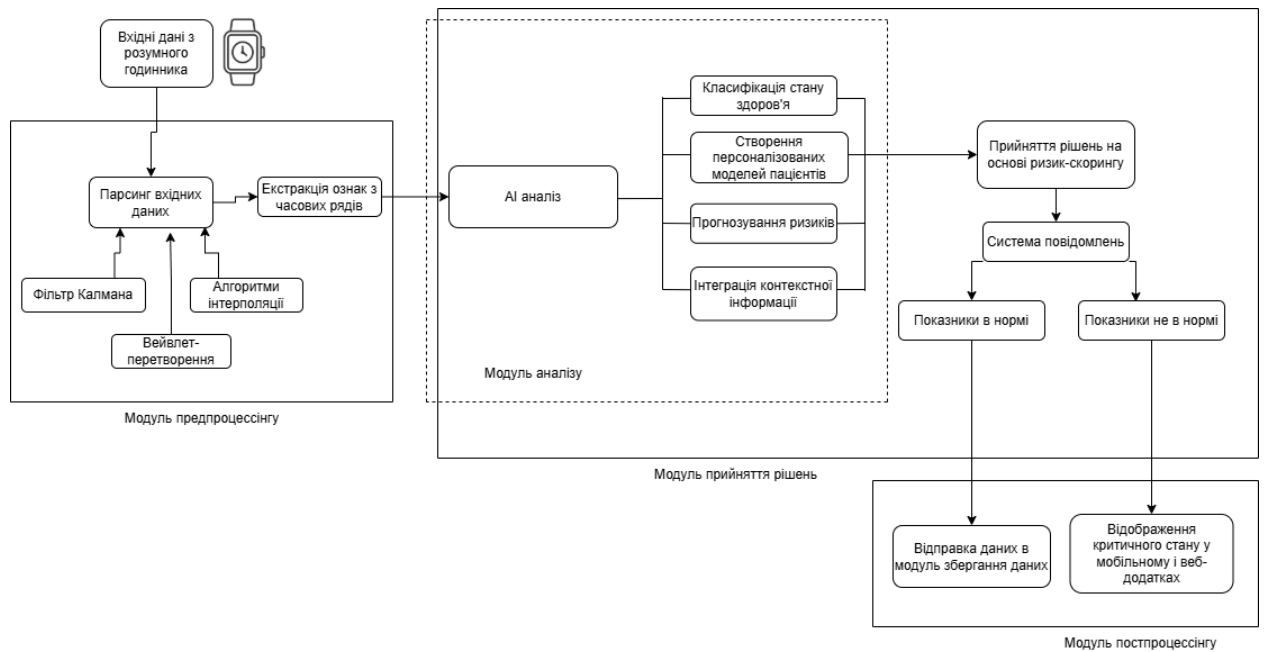 Вхідні дані з
розумного
годинника
Парсинг вхідних
даних
Екстракція ознак з
часових рядів
Фільтр Калмана
Алгоритми
інтерполяції
Вейвлет-
перетворення
Модуль предпроцессінгу
АІ аналіз
Класифікація стану
здоров'я
Створення
персоналізованих
моделей пацієнтів
Прогнозування ризиків
Інтеграція контекстної
інформації
Модуль аналізу
Прийняття рішень на
основі ризик-скорингу
Система повідомлень
Показники в нормі
Показники не в нормі
Модуль прийняття рішень
Відправка даних в
модуль збергання даних
Відображення
критичного стану у
мобільному і веб-
додатках
Модуль постпроцессінгу